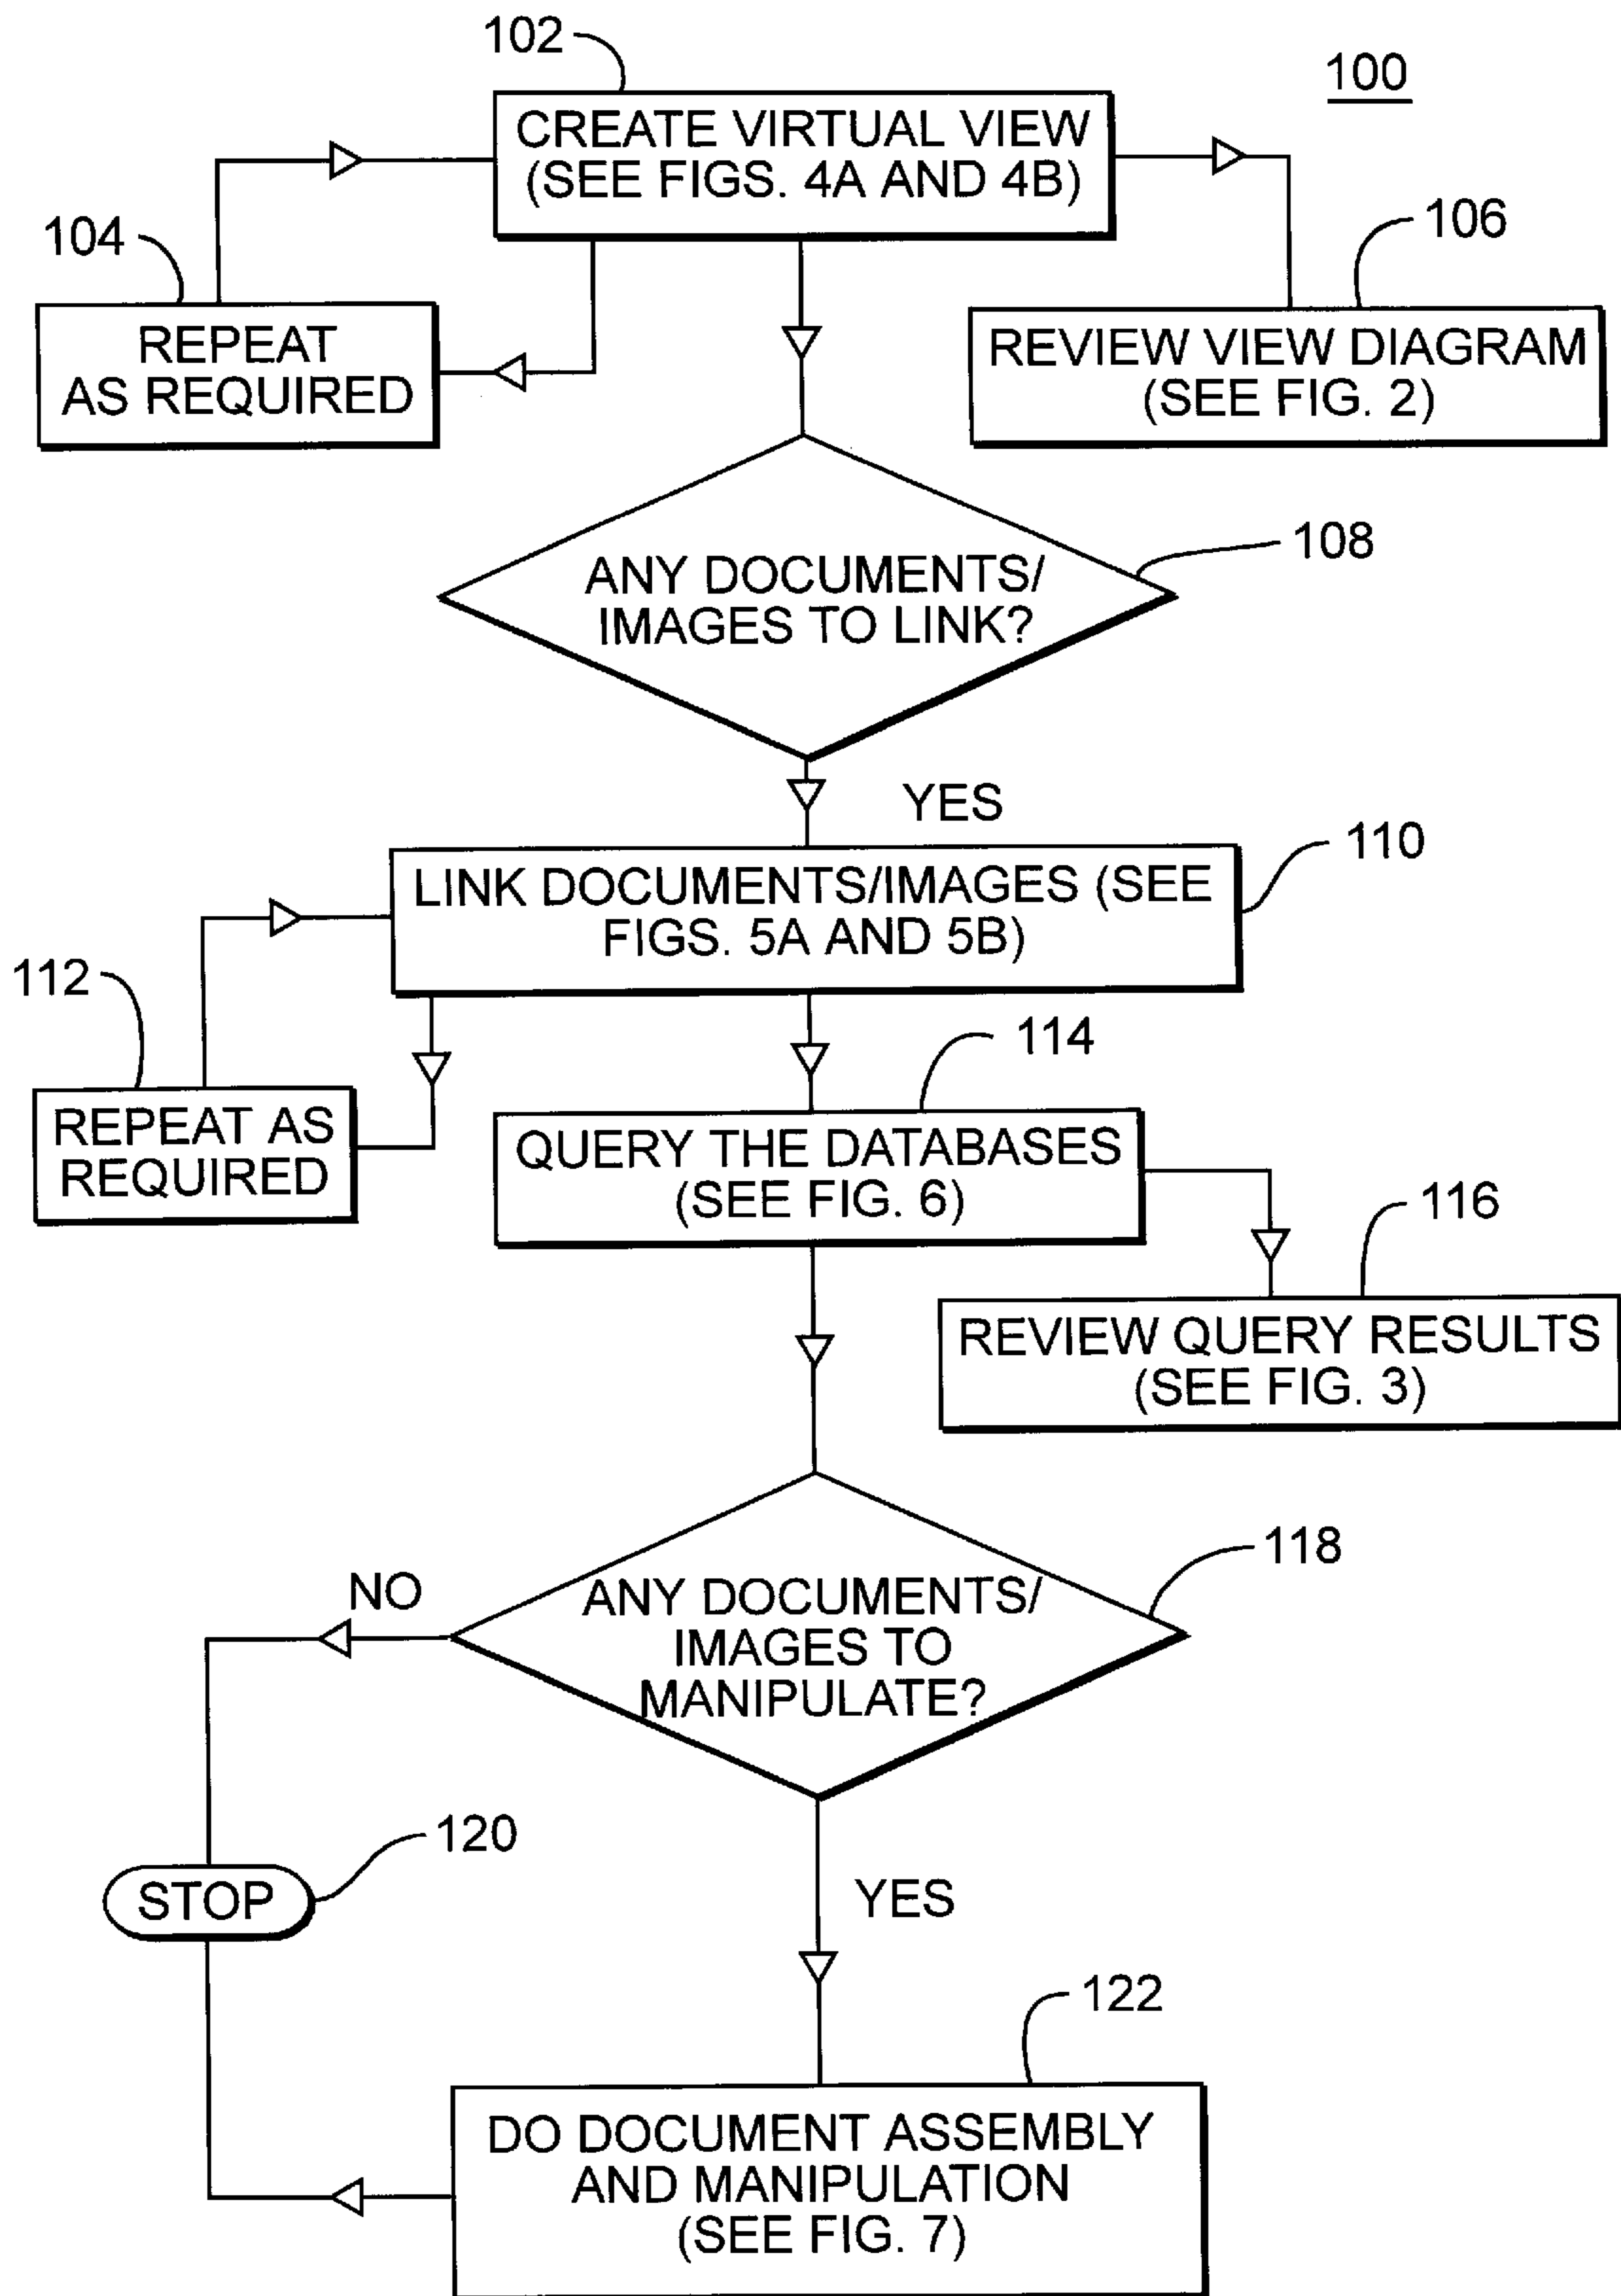 102
100
CREATE VIRTUAL VIEW
(SEE FIGS. 4A AND 4B)
104
106
REPEAT
AS REQUIRED
REVIEW VIEW DIAGRAM
(SEE FIG. 2)
108
ANY DOCUMENTS/
IMAGES TO LINK?
YES
110
LINK DOCUMENTS/IMAGES (SEE
FIGS. 5A AND 5B)
112
114
REPEAT AS
REQUIRED
QUERY THE DATABASES
(SEE FIG. 6)
116
REVIEW QUERY RESULTS
(SEE FIG. 3)
118
NO
ANY DOCUMENTS/
IMAGES TO
MANIPULATE?
120
STOP
YES
122
DO DOCUMENT ASSEMBLY
AND MANIPULATION
(SEE FIG. 7)